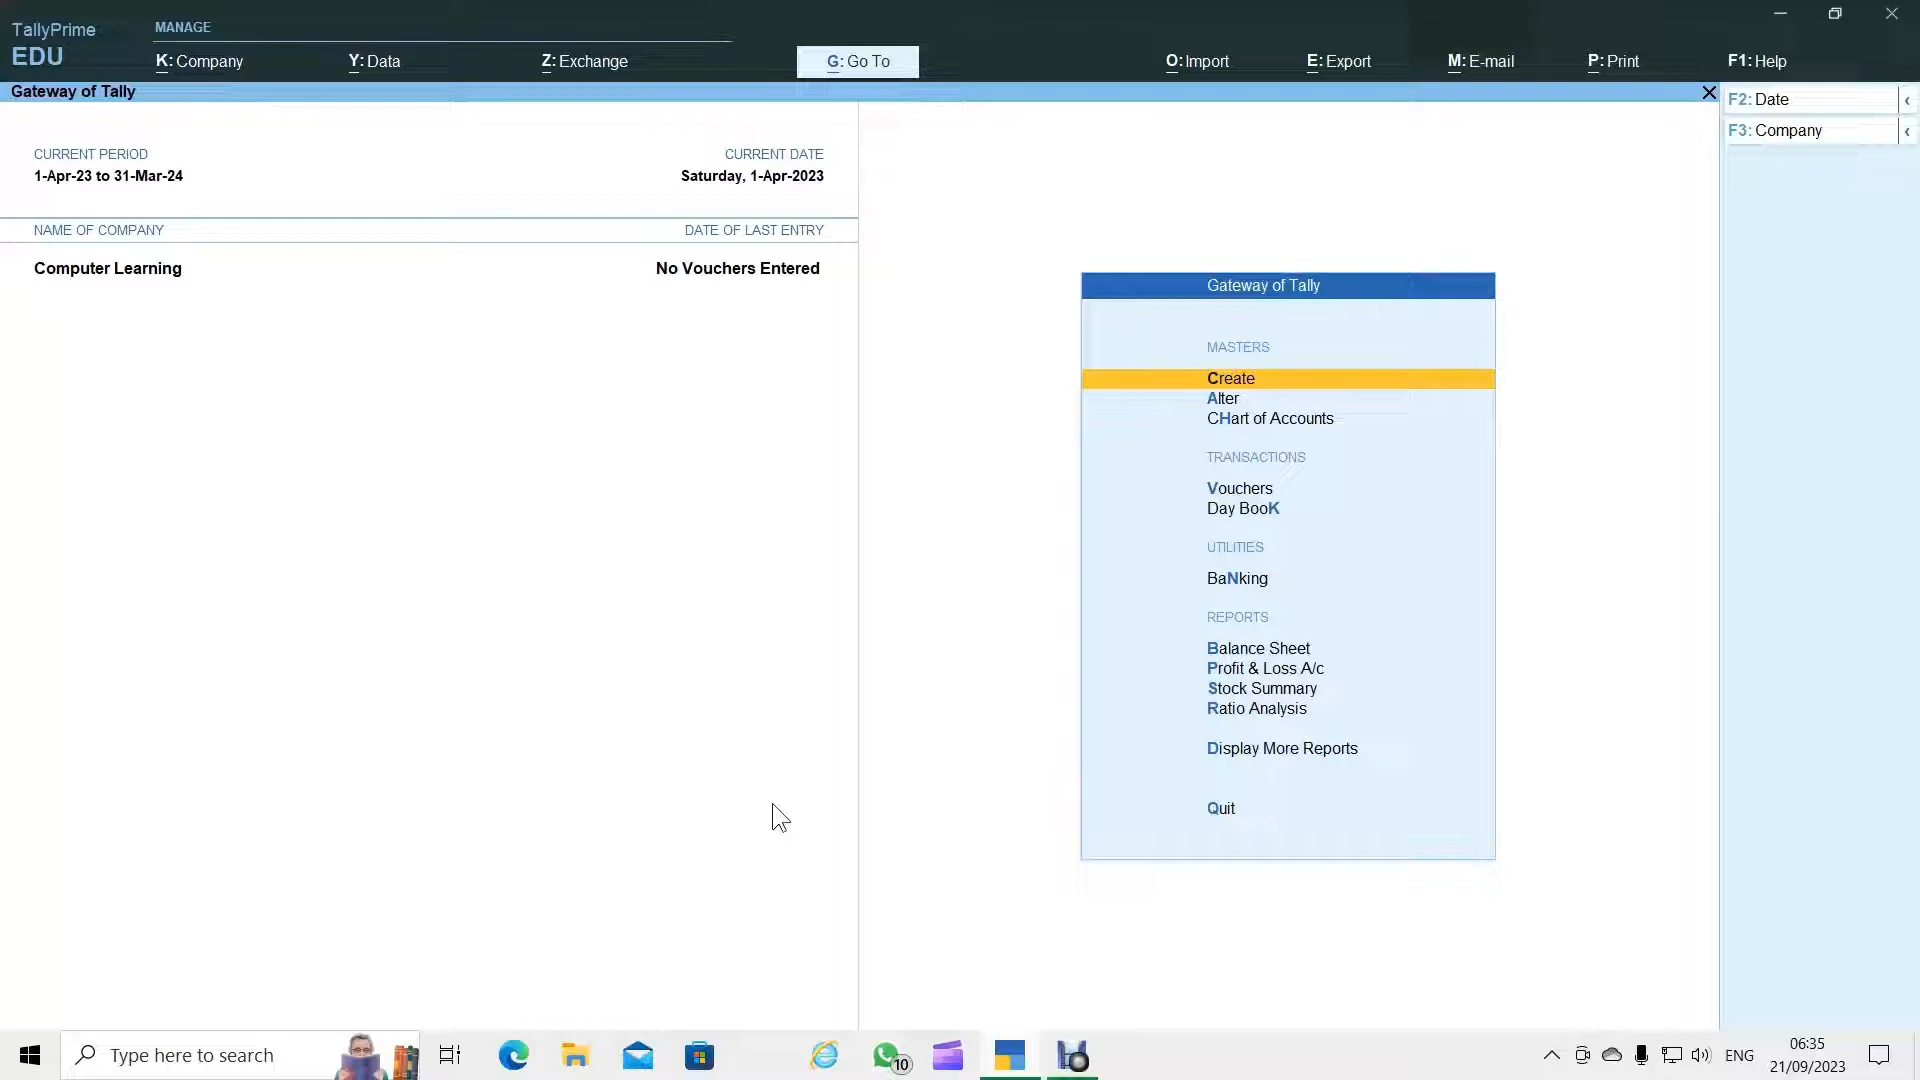 TallyPrime
EDU
MANAGE
K: Company
Y: Data
Z: Exchange
G: Go To
O: Import
E: Export
M: E-mail
P: Print
F1: Help
Gateway of Tally
F2: Date
F3: Company
CURRENT PERIOD
CURRENT DATE
1-Apr-23 to 31-Mar-24
Saturday, 1-Apr-2023
NAME OF COMPANY
DATE OF LAST ENTRY
Computer Learning
No Vouchers Entered
Gateway of Tally
MASTERS
Create
Alter
CHart of Accounts
TRANSACTIONS
Vouchers
Day BooK
UTILITIES
BaNking
REPORTS
Balance Sheet
Profit & Loss A/c
Stock Summary
Ratio Analysis
Display More Reports
Quit
Type here to search
10
ENG
06:35
21/09/2023